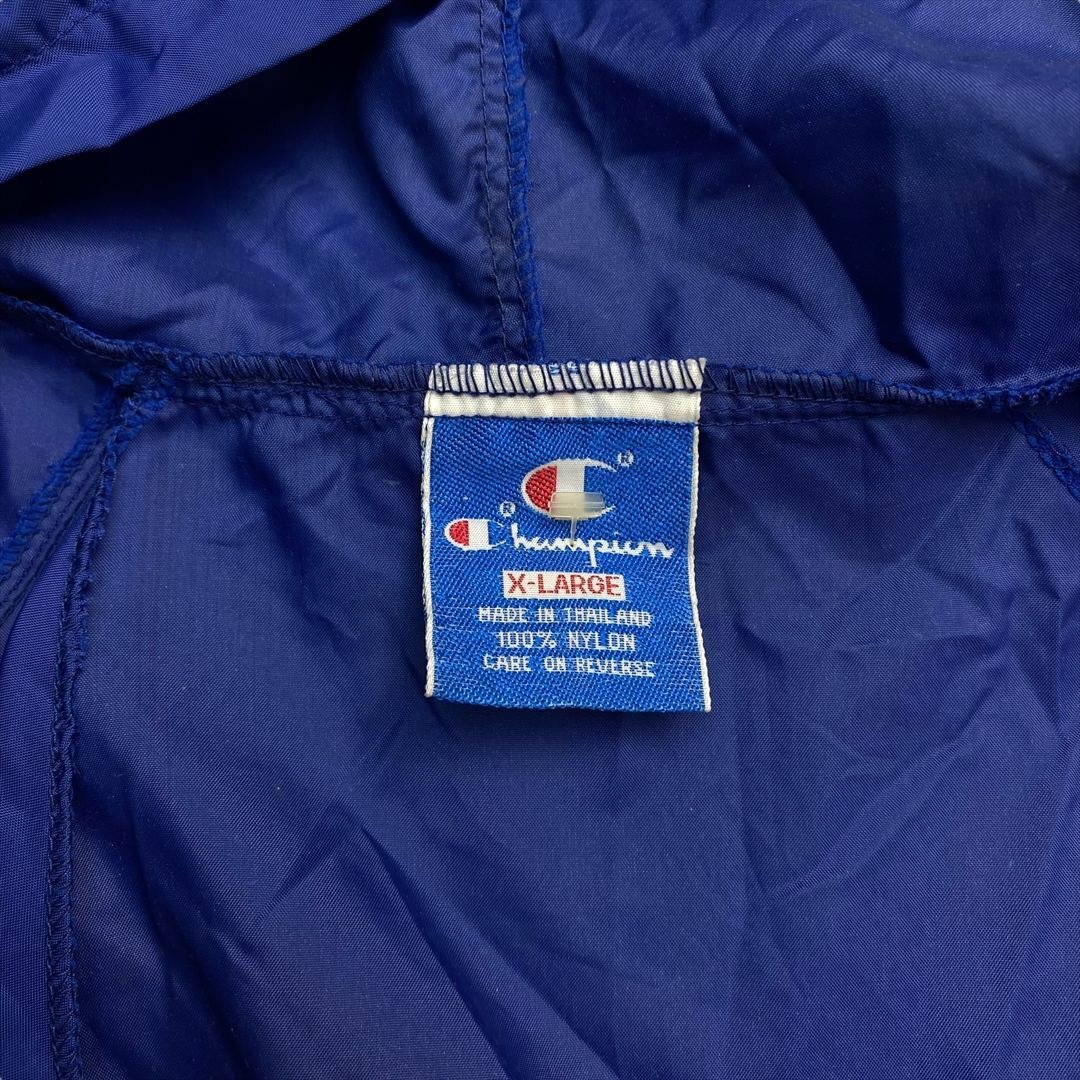 ®
® Champion
X-LARGE
MADE IN THAILAND
100% NYLON
CARE ON REVERSE